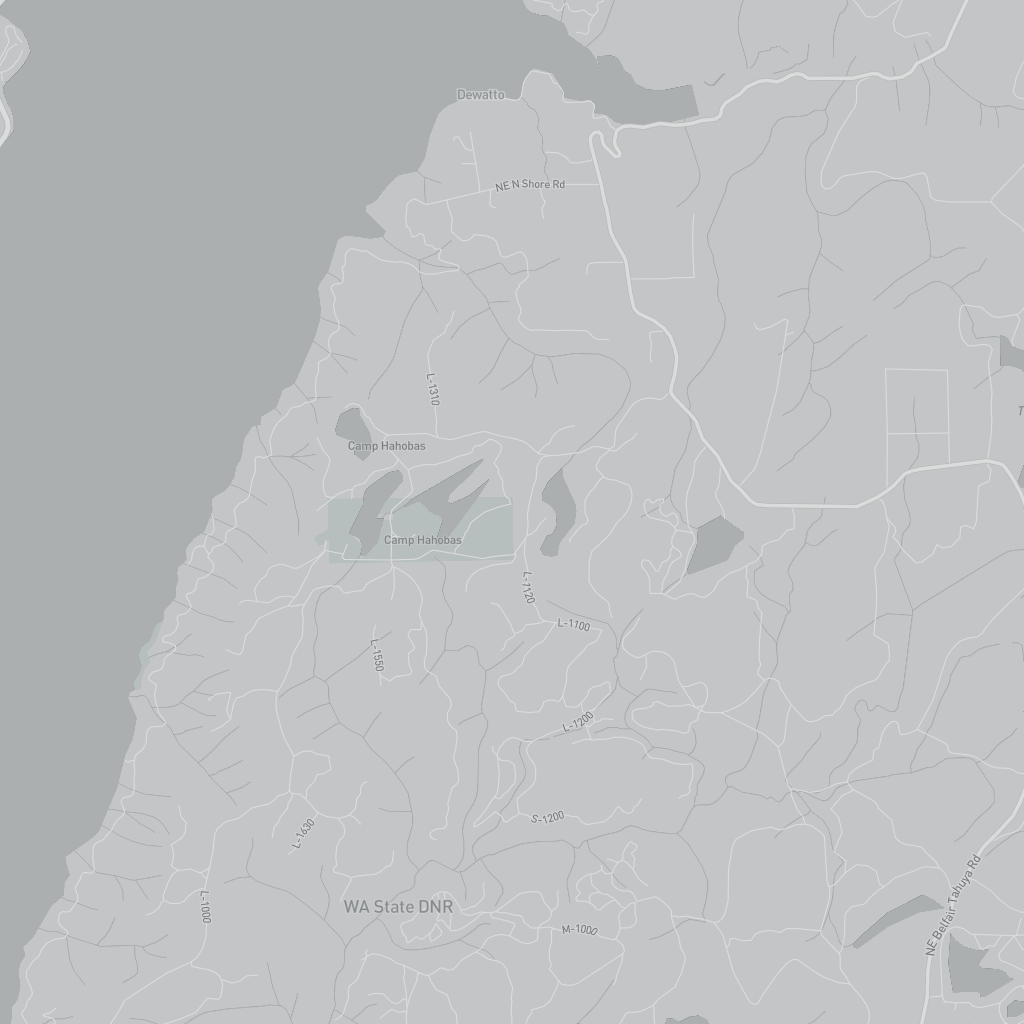 Dewatto
NE N Shore Rd
L-1310
Camp Hahobas
Camp Hahobas
L-7120
L-1100
L-1550
L-1200
S-1200
L-1630
L-1000
WA State DNR
M-1000
NE Belfair Tahuya Rd
T